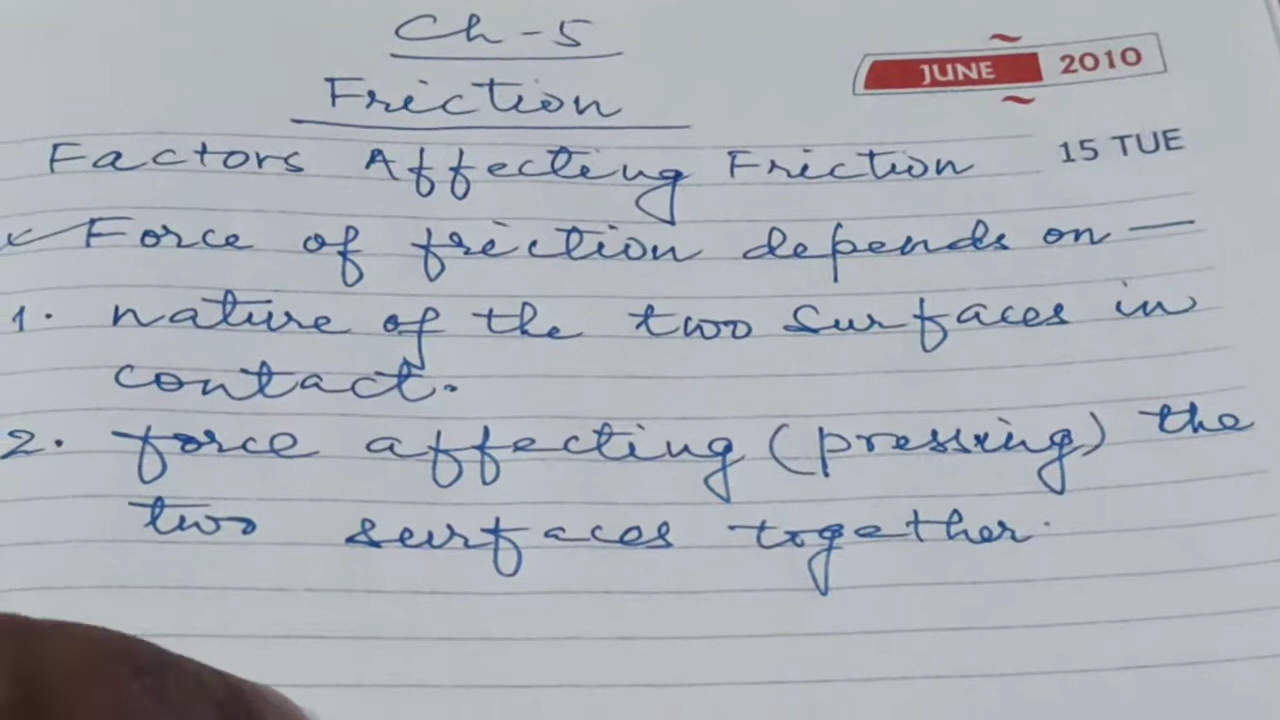 Ch-5
Friction
JUNE 2010
15 TUE
Factors Affecting Friction
Force of friction depends on —
1. nature of the two surfaces in
contact.
2. force affecting (pressing) the
two surfaces together.